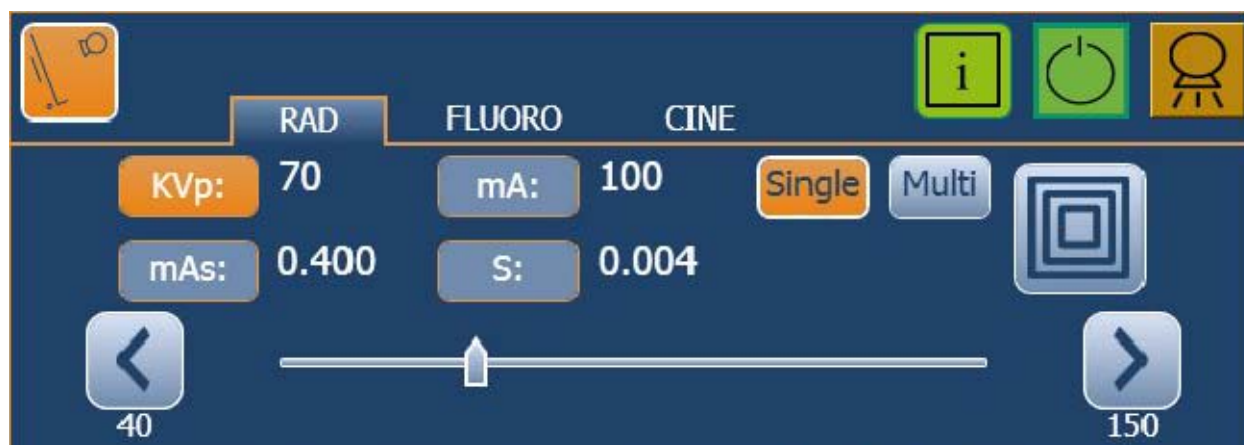 i
RAD FLUORO CINE
KVp: 70 mA: 100 Single Multi
mAs: 0.400 S: 0.004
40 150